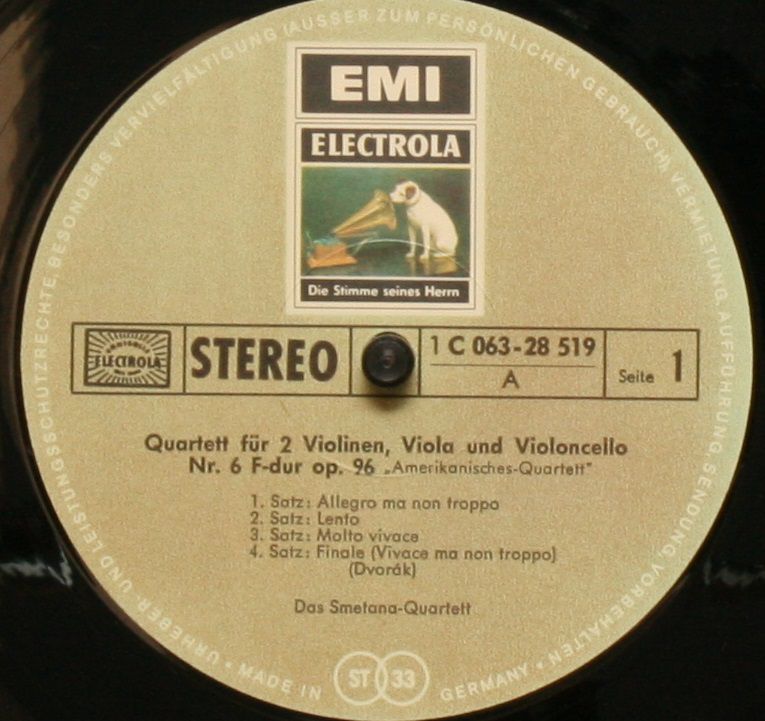 EMI
ELECTROLA
Die Stimme seines Herrn
ELECTROLA
STEREO
1 C 063-28 519
A
Seite 1
Quartett für 2 Violinen, Viola und Violoncello
Nr. 6 F-dur op. 96 „Amerikanisches-Quartett"
1. Satz: Allegro ma non troppo
2. Satz: Lento
3. Satz: Molto vivace
4. Satz: Finale (Vivace ma non troppo)
(Dvorák)
Das Smetana-Quartett
ST 33
• URHEBER- UND LEISTUNGSSCHUTZRECHTE, BESONDERS VERVIELFÄLTIGUNG (AUSSER ZUM PERSÖNLICHEN GEBRAUCH), VERMIETUNG, AUFFÜHRUNG, SENDUNG, VORBEHALTEN •
MADE IN GERMANY